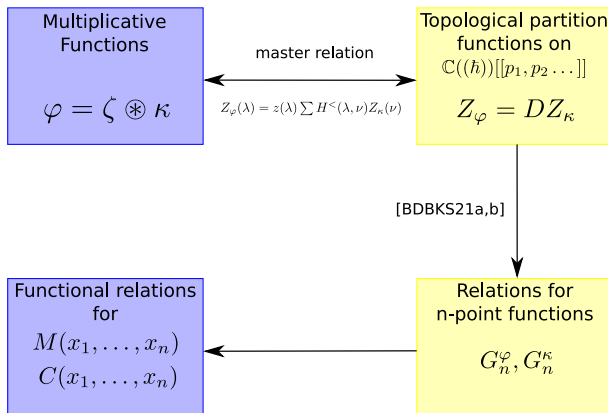 Multiplicative
Functions
φ = ζ ⊛ κ
master relation
Z_φ(λ) = z(λ) ∑ H^<(λ, ν)Z_κ(ν)
Topological partition
functions on
ℂ((ℏ))[[p_1, p_2 …]]
Z_φ = DZ_κ
[BDBKS21a,b]
Functional relations
for
M(x_1, …, x_n)
C(x_1, …, x_n)
Relations for
n-point functions
G_n^φ, G_n^κ